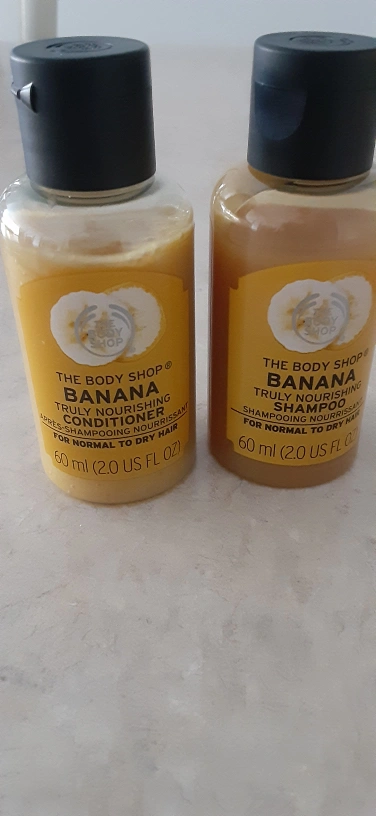 THE BODY SHOP
THE BODY SHOP®
BANANA
TRULY NOURISHING
CONDITIONER
APRÈS-SHAMPOOING NOURRISSANT
FOR NORMAL TO DRY HAIR
60 ml (2.0 US FL OZ)
BODY SHOP
THE BODY SHOP®
BANANA
TRULY NOURISHING
SHAMPOO
SHAMPOOING NOURRISSANT
FOR NORMAL TO DRY HAIR
60 ml (2.0 US FL